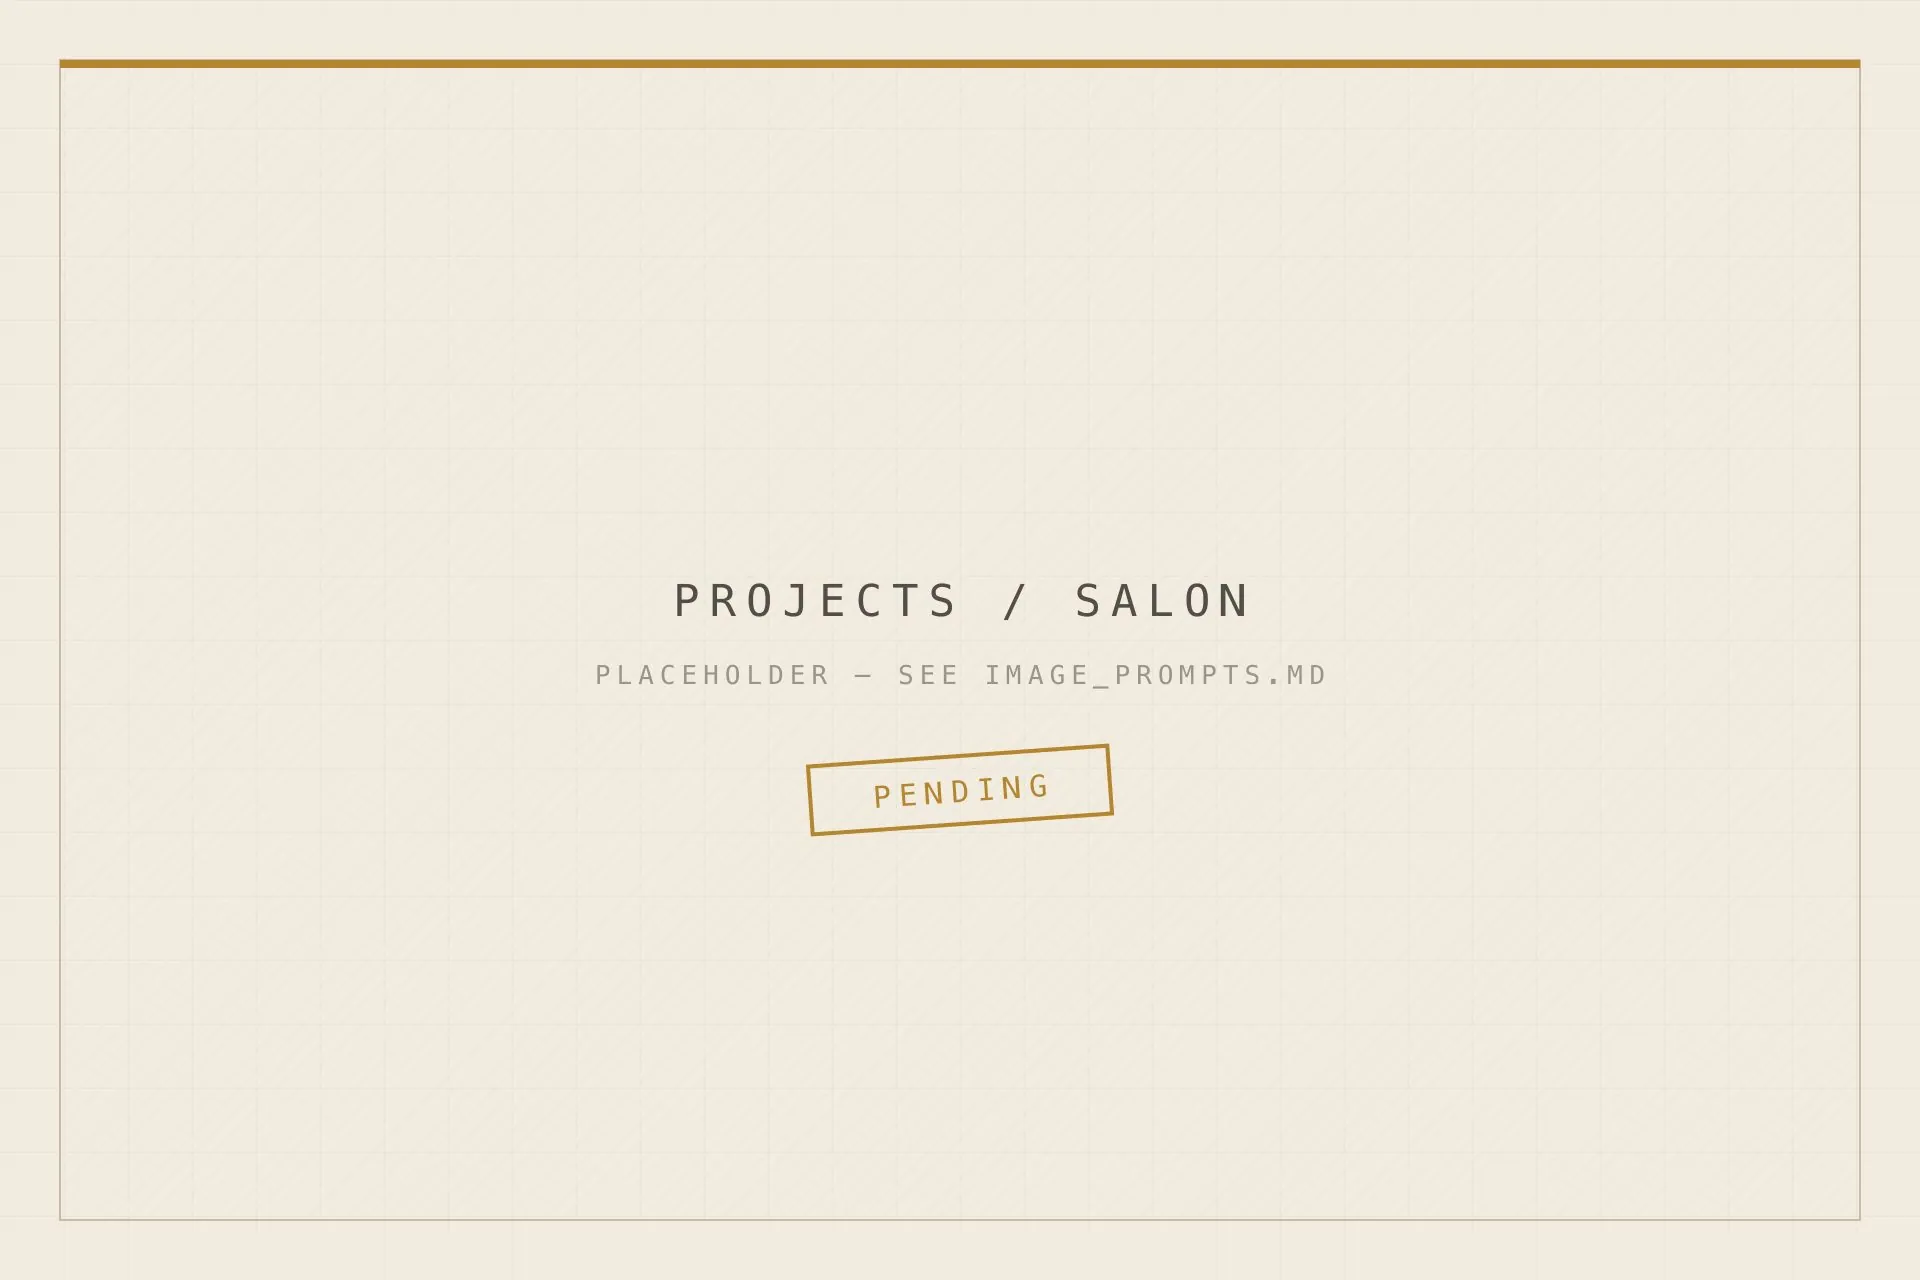 PROJECTS / SALON
PLACEHOLDER — SEE IMAGE_PROMPTS.MD
PENDING